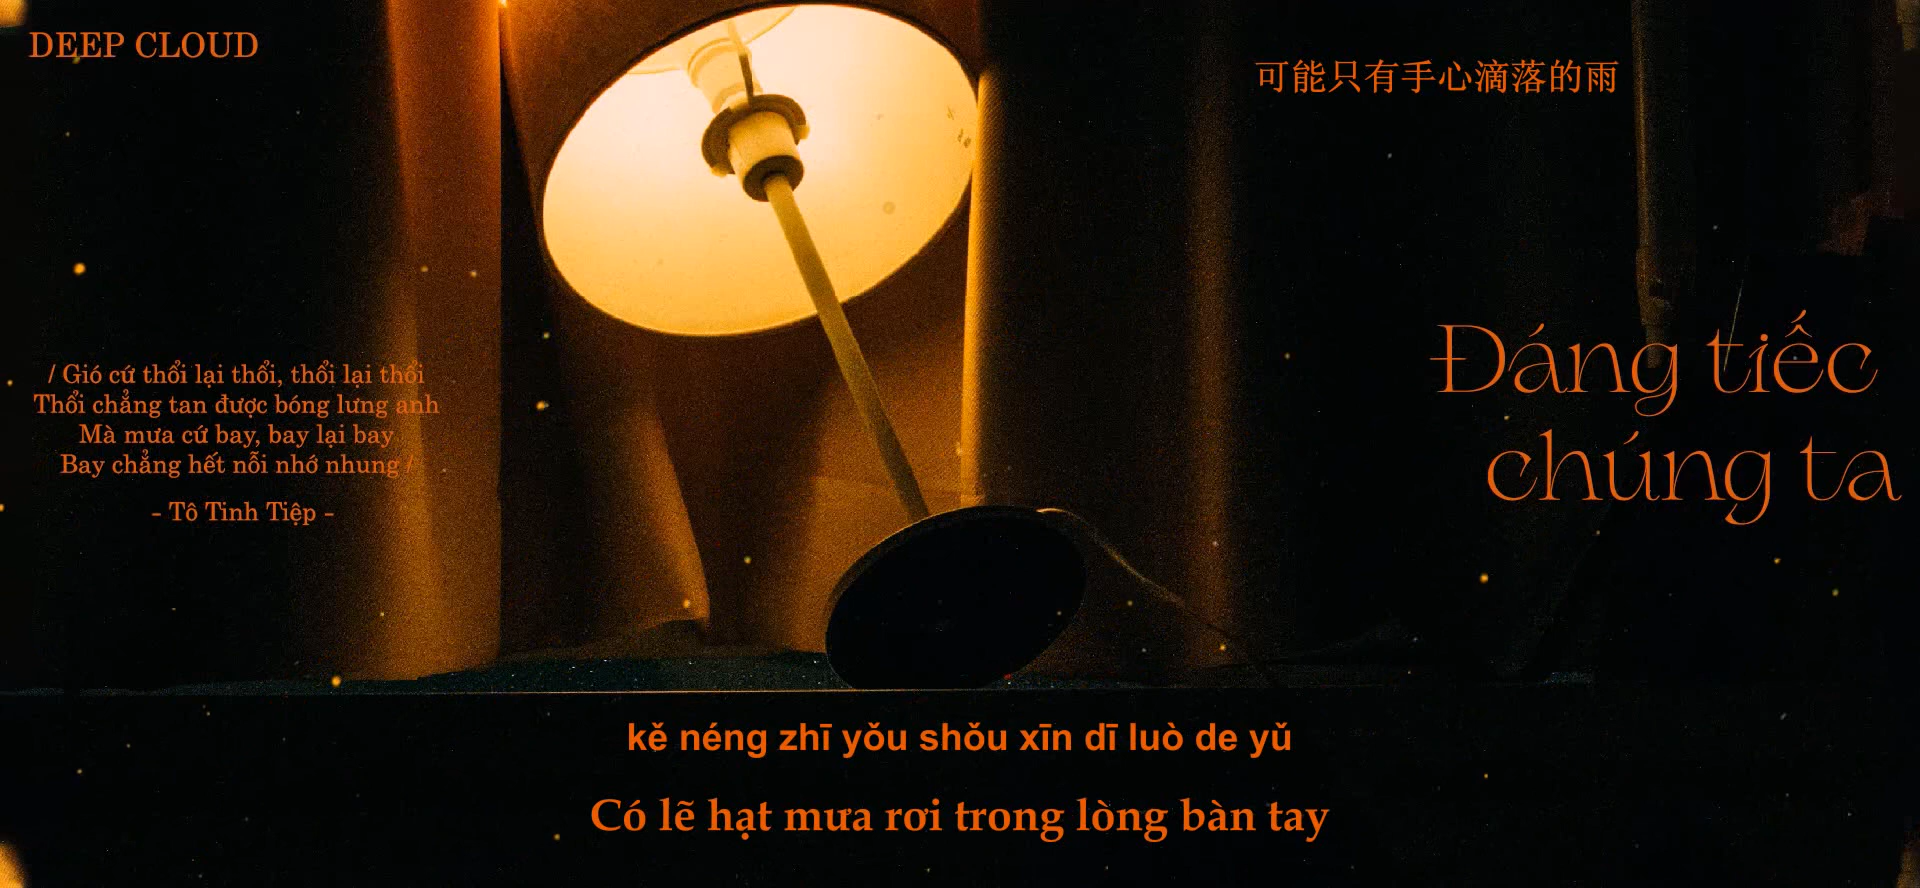 DEEP CLOUD
可能只有手心滴落的雨
/ Gió cứ thổi lại thổi, thổi lại thổi
Thổi chẳng tan được bóng lưng anh
Mà mưa cứ bay, bay lại bay
Bay chẳng hết nỗi nhớ nhung /
- Tô Tinh Tiệp -
Đáng tiếc
chúng ta
kě néng zhī yǒu shǒu xīn dī luò de yǔ
Có lẽ hạt mưa rơi trong lòng bàn tay